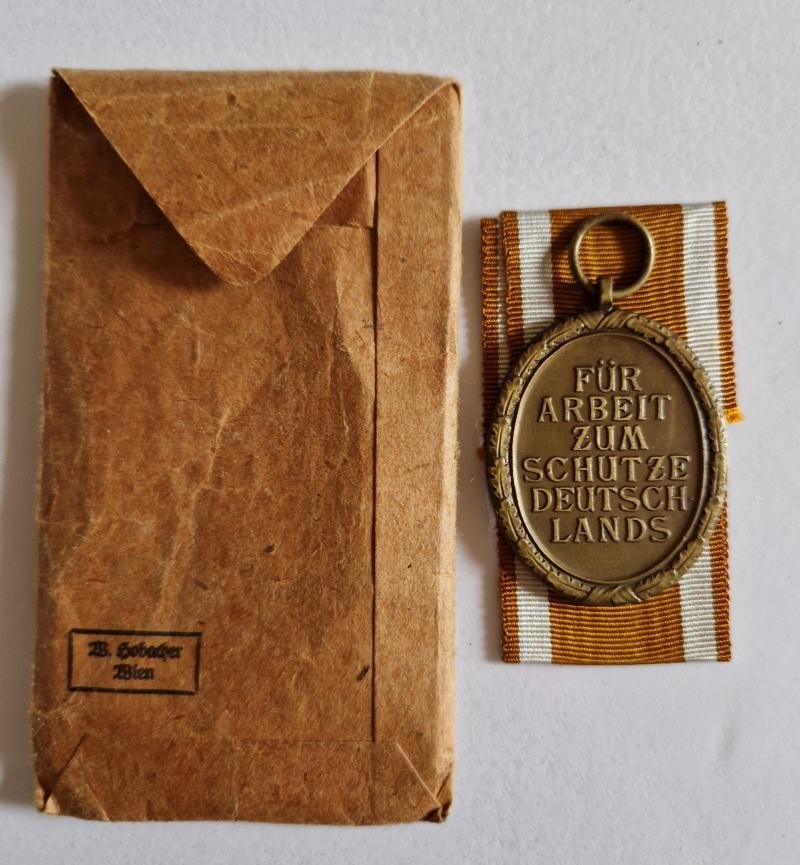 W. Hobacher
Wien
FÜR
ARBEIT
ZUM
SCHUTZE
DEUTSCH-
LANDS